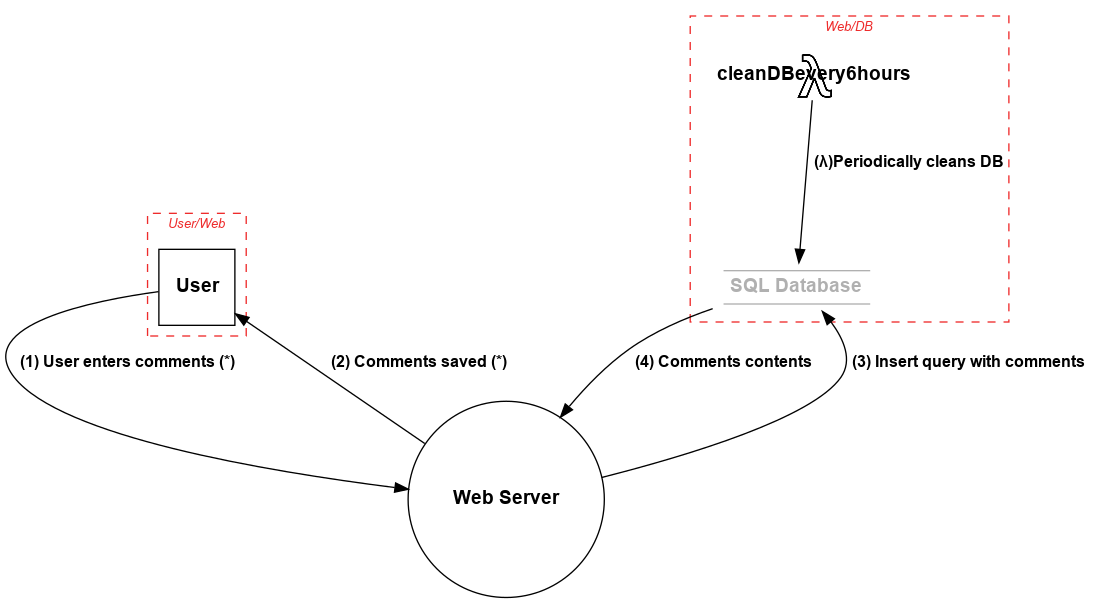 Web/DB
cleanDBevery6hours
(λ)Periodically cleans DB
User/Web
User
SQL Database
(1) User enters comments (*)
(2) Comments saved (*)
(4) Comments contents
(3) Insert query with comments
Web Server